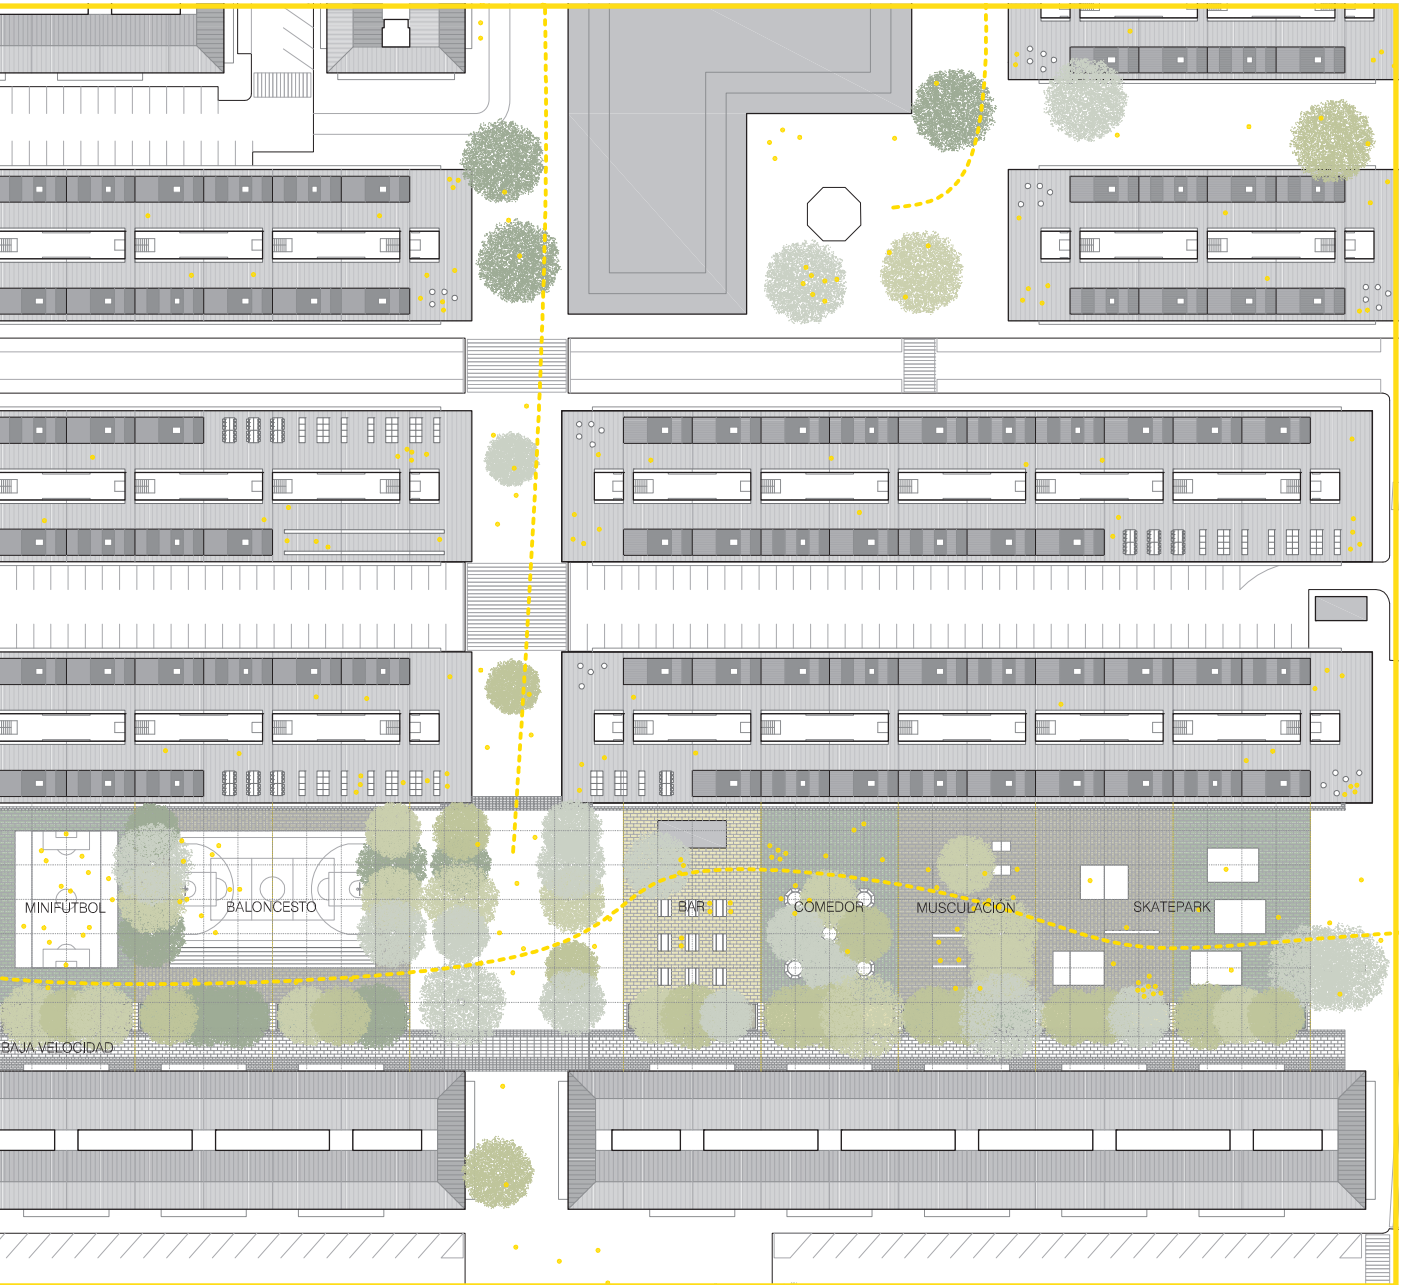 MINIFÚTBOL
BALONCESTO
BAR
COMEDOR
MUSCULACIÓN
SKATEPARK
BAJA VELOCIDAD